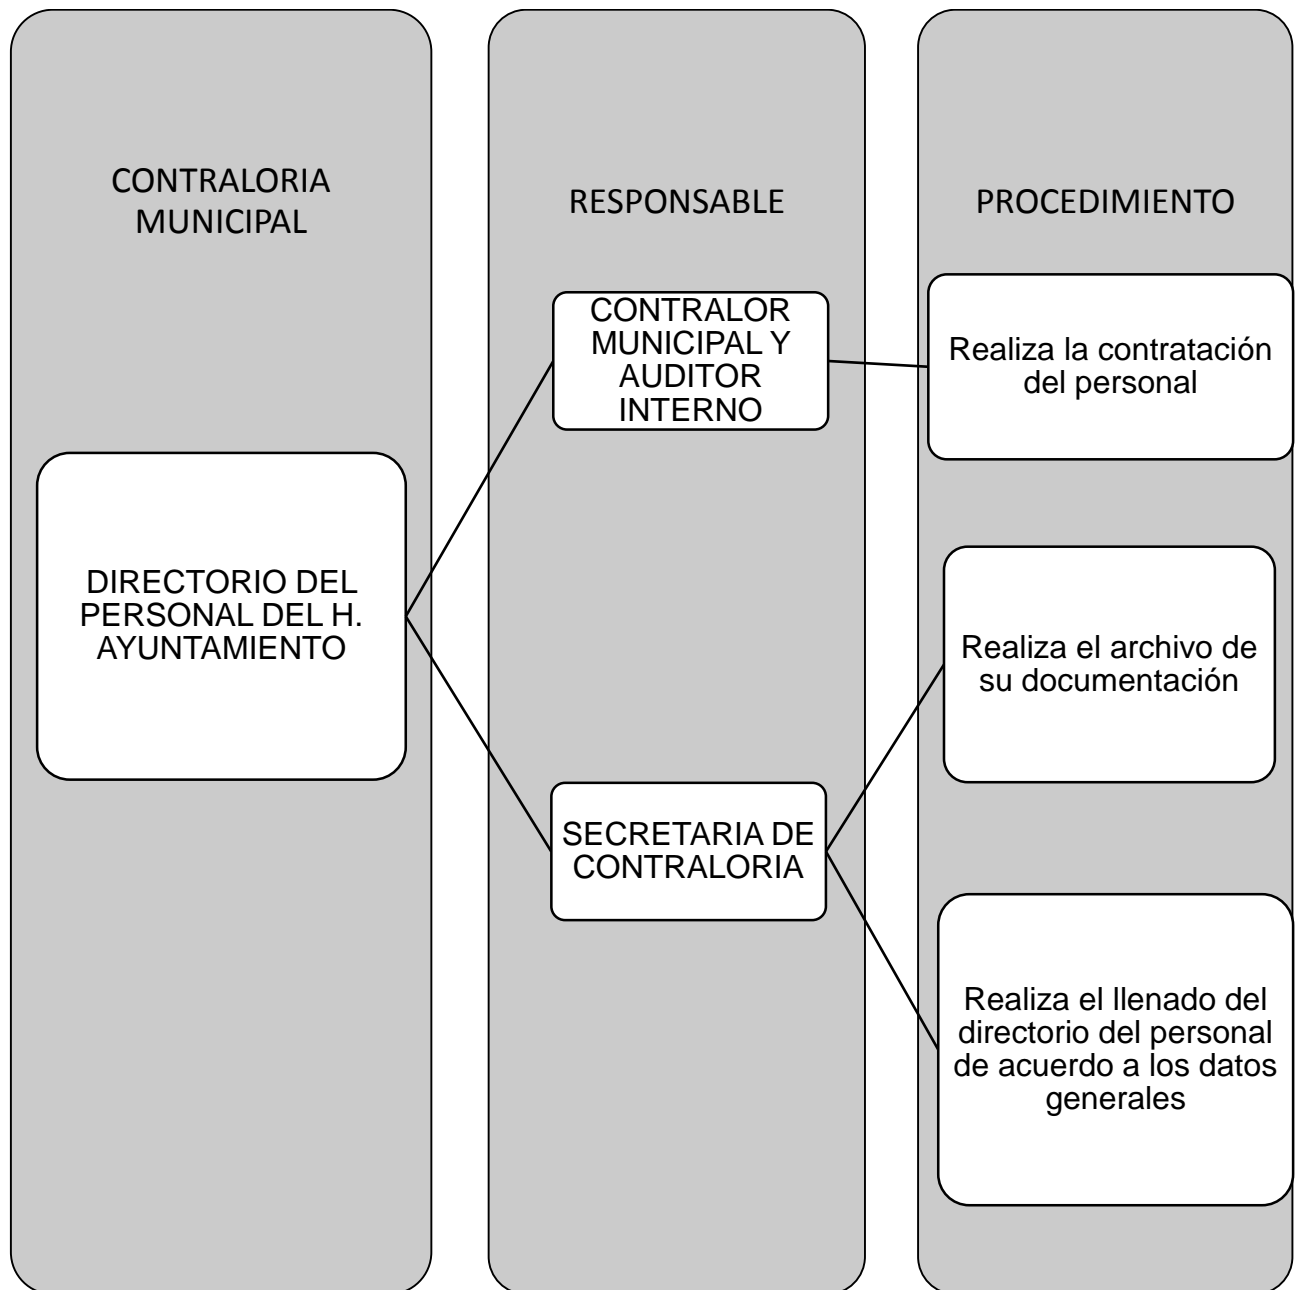 CONTRALORIA
MUNICIPAL
RESPONSABLE
PROCEDIMIENTO
DIRECTORIO DEL
PERSONAL DEL H.
AYUNTAMIENTO
CONTRALOR
MUNICIPAL Y
AUDITOR
INTERNO
SECRETARIA DE
CONTRALORIA
Realiza la contratación
del personal
Realiza el archivo de
su documentación
Realiza el llenado del
directorio del personal
de acuerdo a los datos
generales